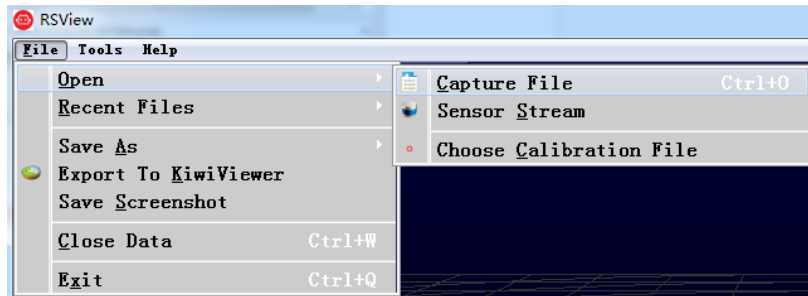 RSView
File Tools Help
Open
Recent Files
Save As
Export To KiwiViewer
Save Screenshot
Close Data Ctrl+W
Exit Ctrl+Q
Capture File Ctrl+O
Sensor Stream
Choose Calibration File